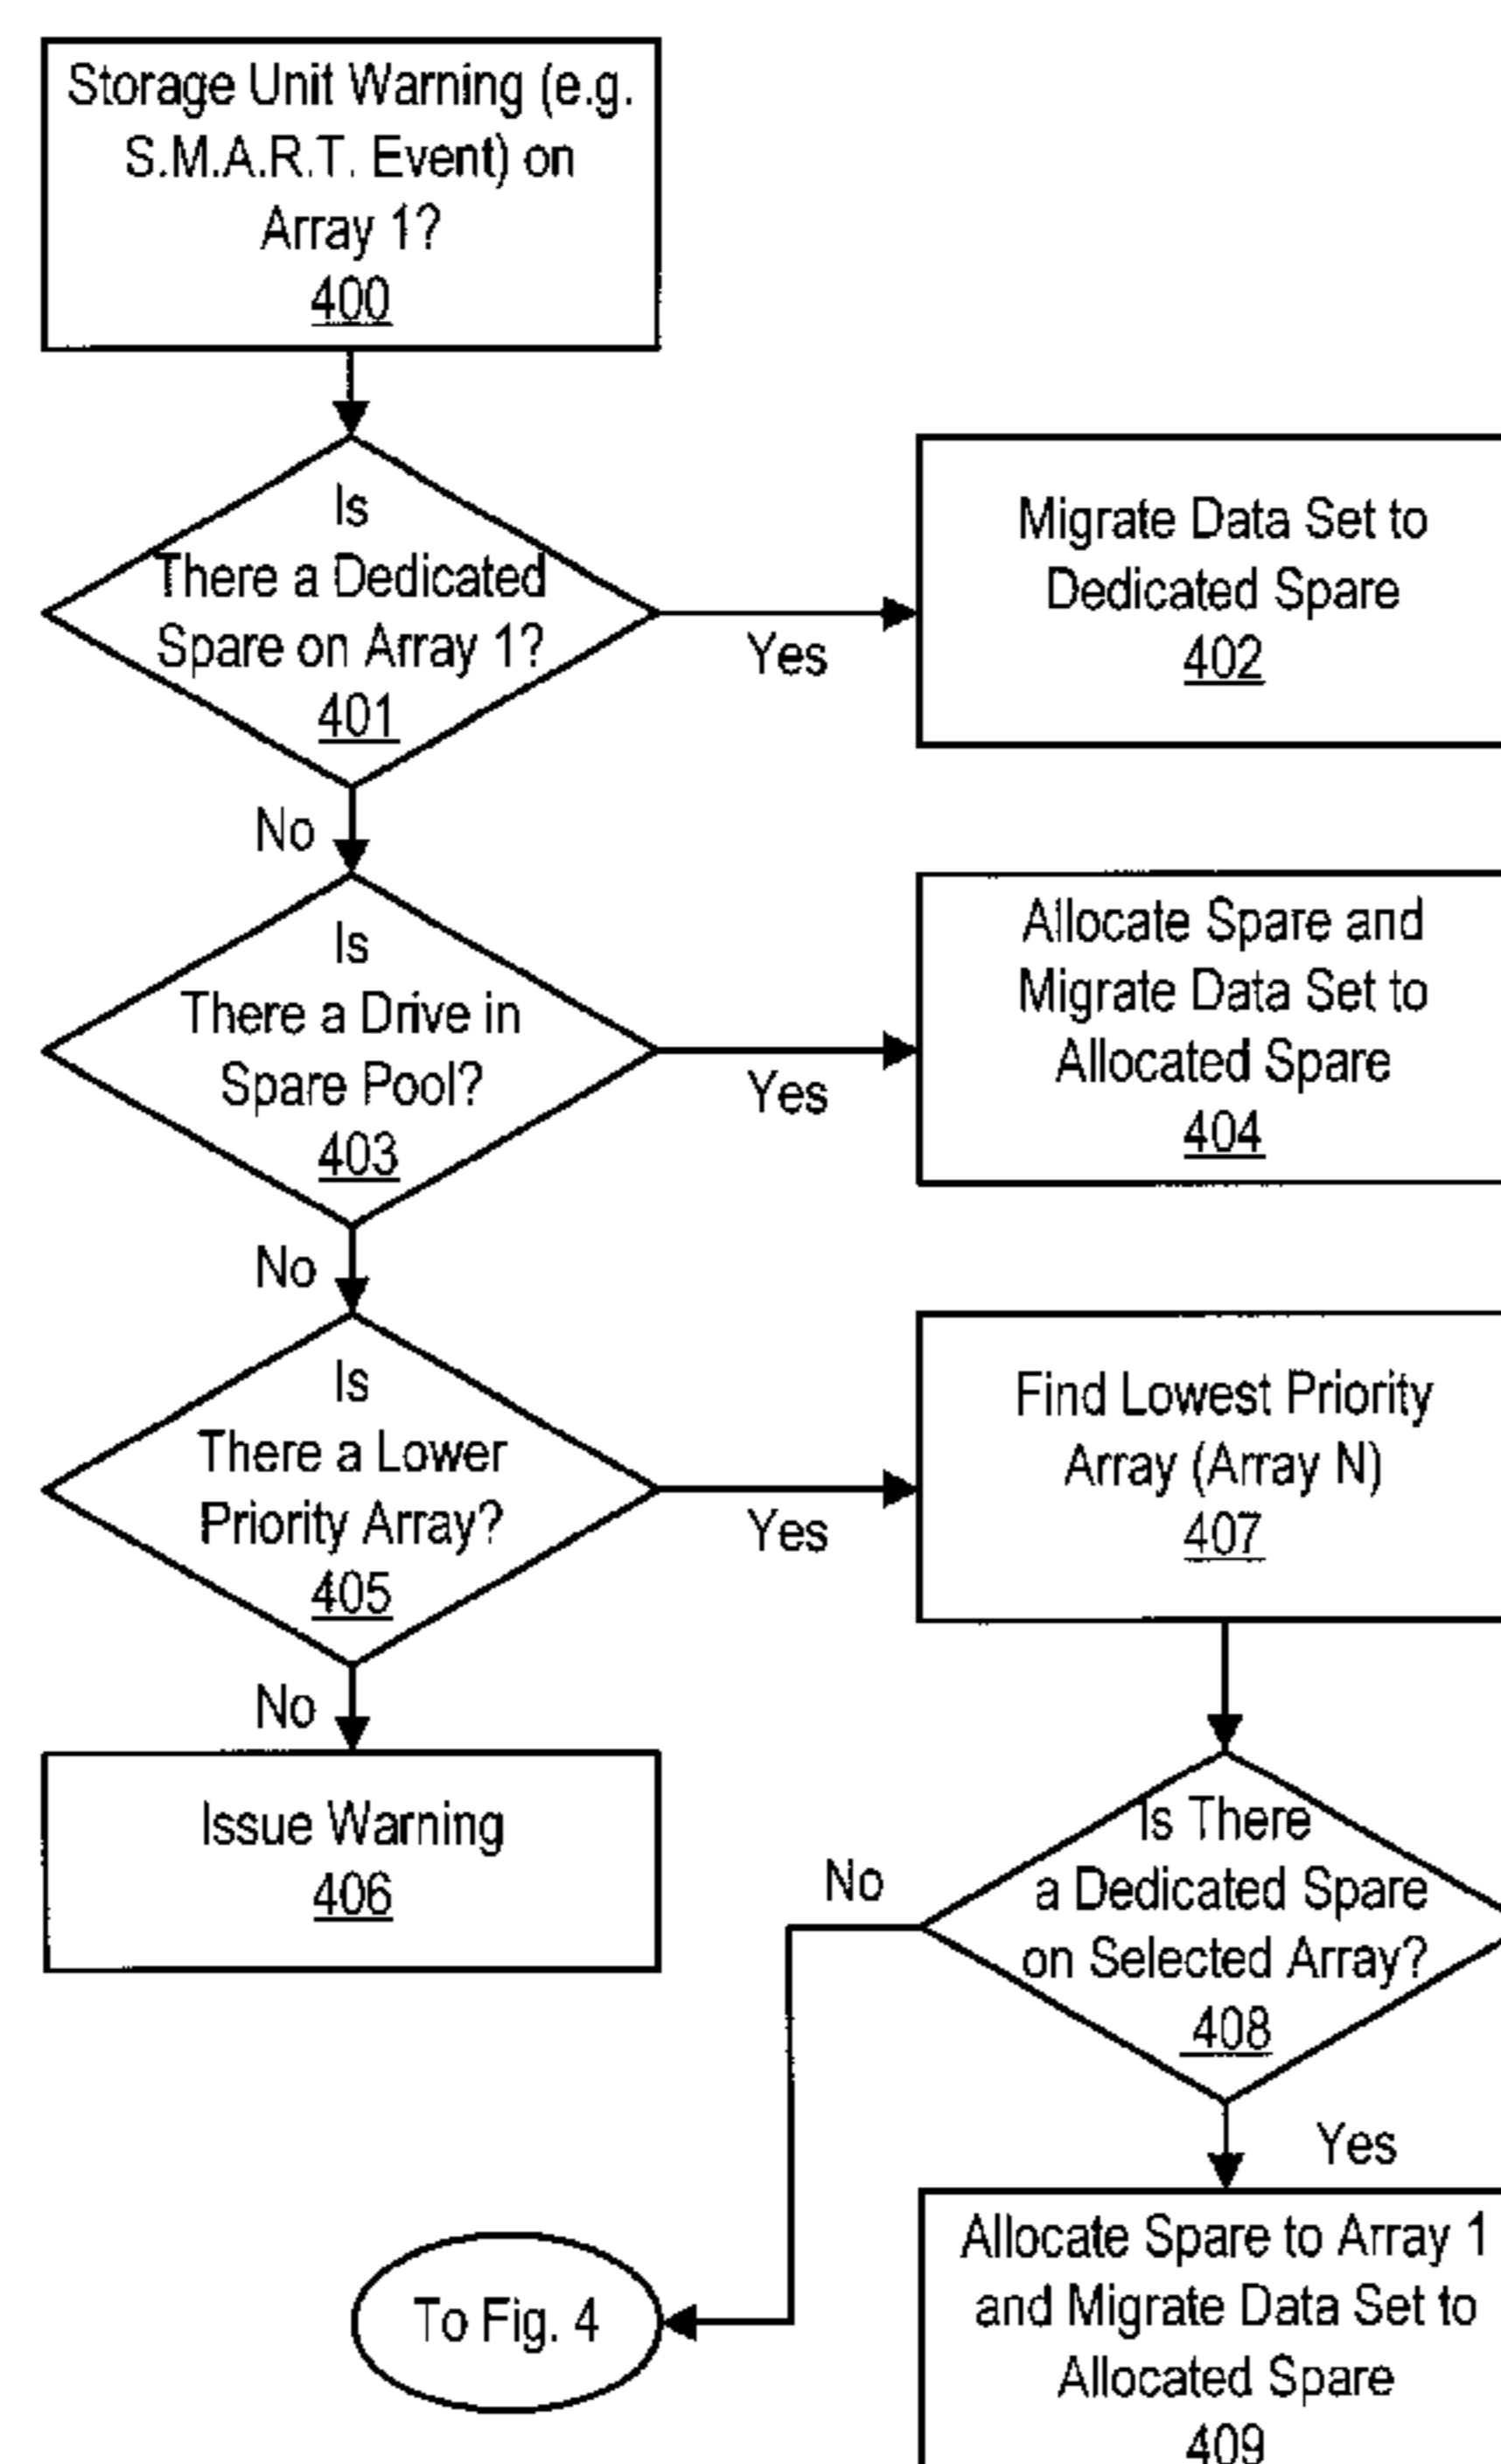 Storage Unit Warning (e.g.
S.M.A.R.T. Event) on
Array 1?
400
Is
There a Dedicated
Spare on Array 1?
401
Yes
Migrate Data Set to
Dedicated Spare
402
No
Is
There a Drive in
Spare Pool?
403
Yes
Allocate Spare and
Migrate Data Set to
Allocated Spare
404
No
Is
There a Lower
Priority Array?
405
Yes
Find Lowest Priority
Array (Array N)
407
No
Issue Warning
406
Is There
a Dedicated Spare
on Selected Array?
408
No
Yes
To Fig. 4
Allocate Spare to Array 1
and Migrate Data Set to
Allocated Spare
409